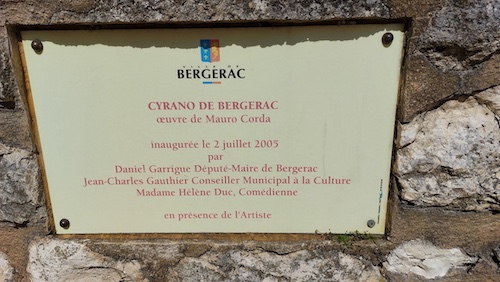 VILLE DE
BERGERAC
CYRANO DE BERGERAC
œuvre de Mauro Corda
inaugurée le 2 juillet 2005
par
Daniel Garrigue Député-Maire de Bergerac
Jean-Charles Gauthier Conseiller Municipal à la Culture
Madame Hélène Duc, Comédienne
en présence de l'Artiste